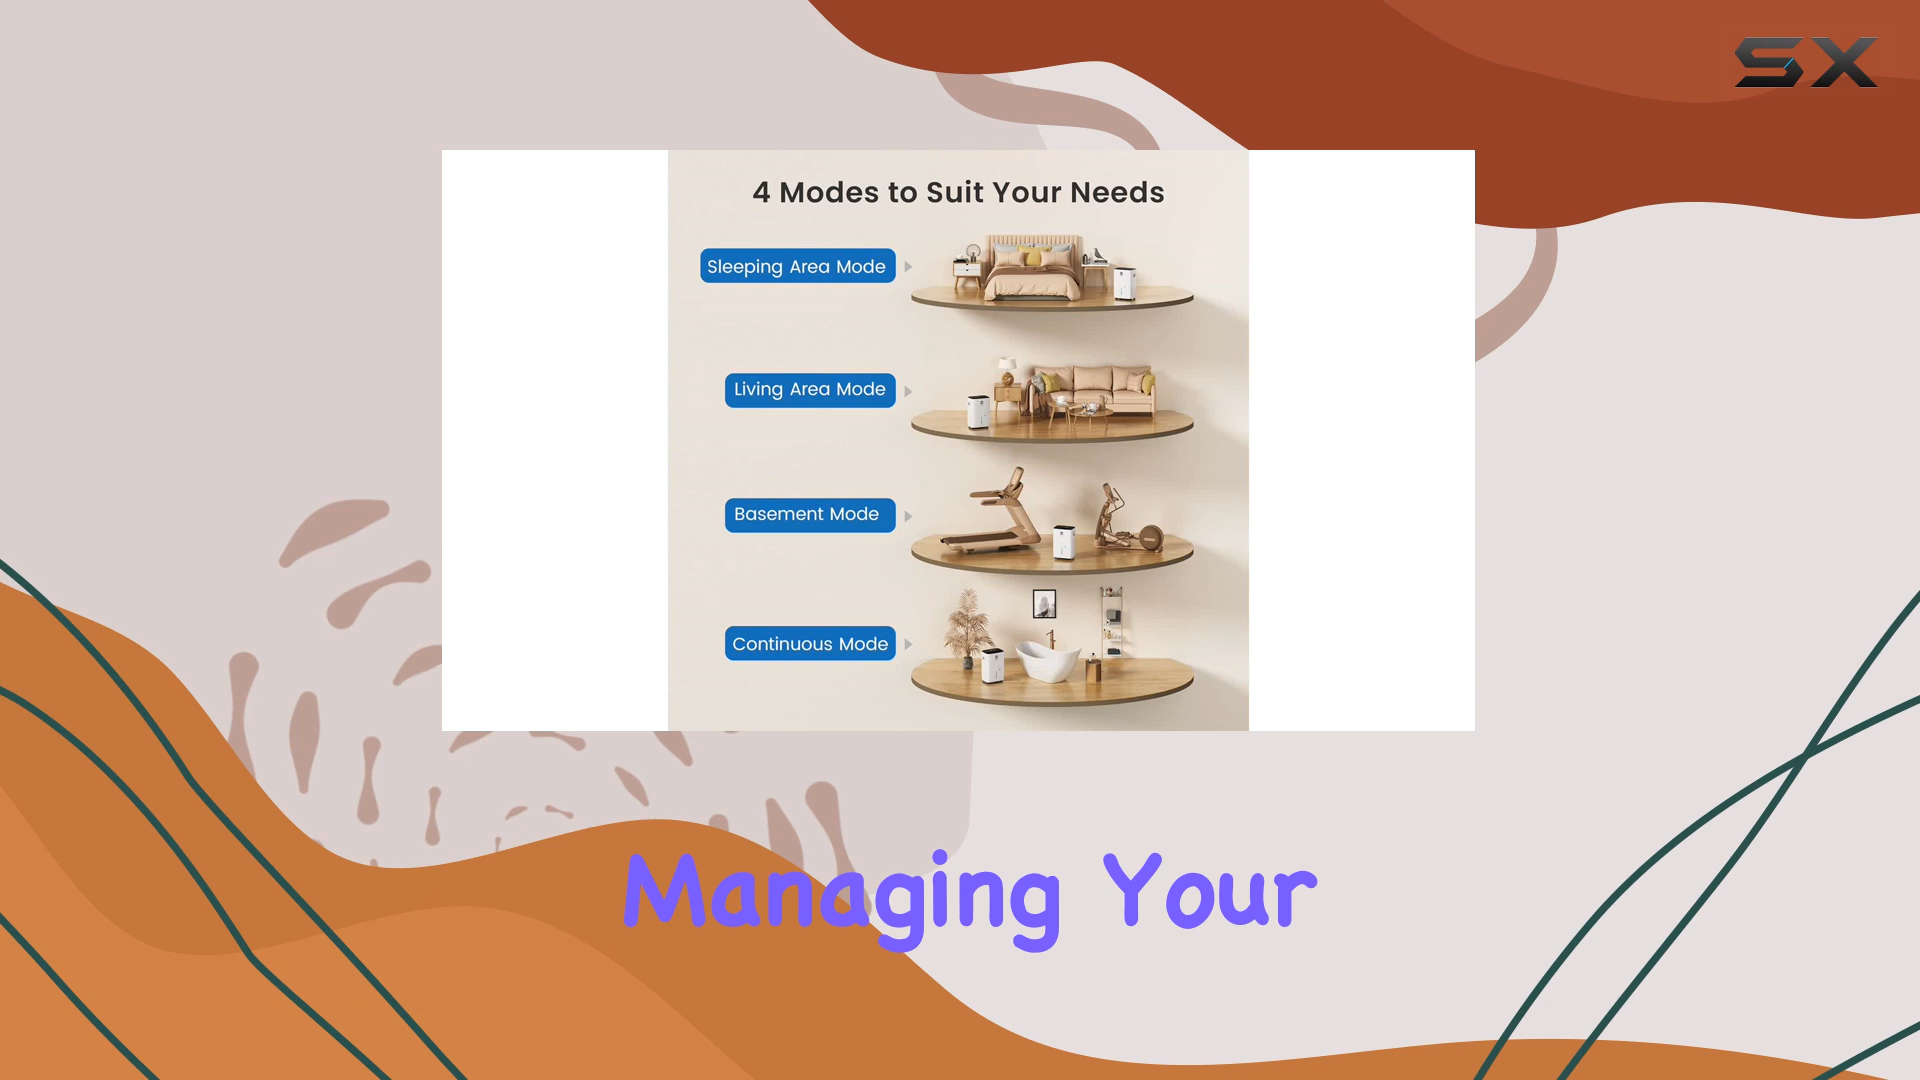 SX
4 Modes to Suit Your Needs
Sleeping Area Mode
Living Area Mode
Basement Mode
Continuous Mode
Managing Your